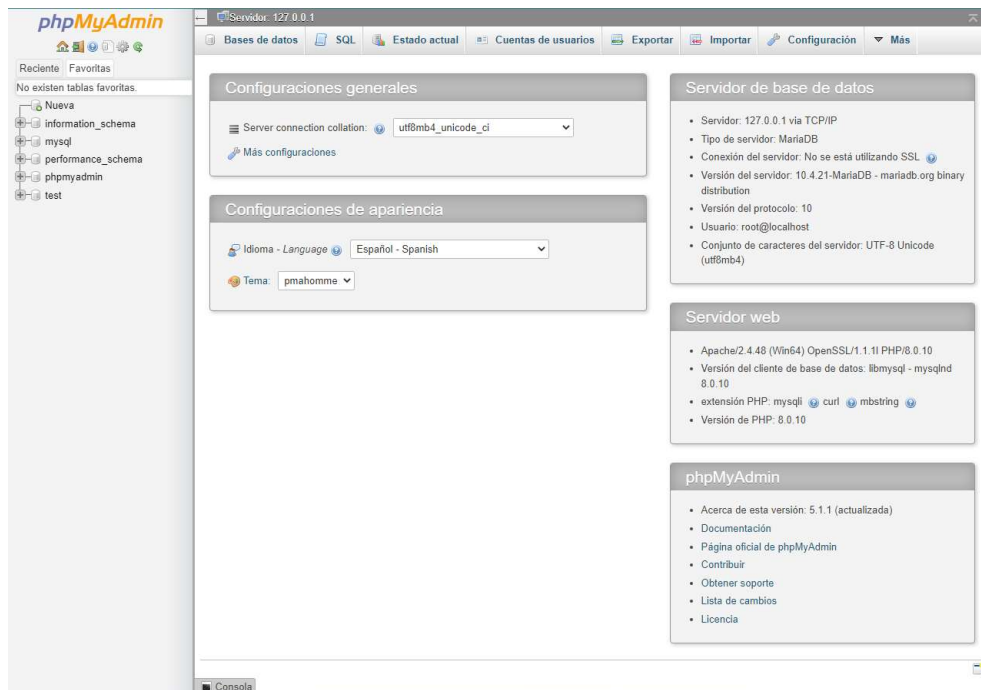 phpMyAdmin
Reciente Favoritas
No existen tablas favoritas.
Nueva
information_schema
mysql
performance_schema
phpmyadmin
test
Servidor: 127.0.0.1
Bases de datos SQL Estado actual Cuentas de usuarios Exportar Importar Configuración Más
Configuraciones generales
Server connection collation: utf8mb4_unicode_ci
Más configuraciones
Configuraciones de apariencia
Idioma - Language Español - Spanish
Tema: pmahomme
Servidor de base de datos
• Servidor: 127.0.0.1 via TCP/IP
• Tipo de servidor: MariaDB
• Conexión del servidor: No se está utilizando SSL
• Versión del servidor: 10.4.21-MariaDB - mariadb.org binary
distribution
• Versión del protocolo: 10
• Usuario: root@localhost
• Conjunto de caracteres del servidor: UTF-8 Unicode
(utf8mb4)
Servidor web
• Apache/2.4.48 (Win64) OpenSSL/1.1.1l PHP/8.0.10
• Versión del cliente de base de datos: libmysql - mysqlnd
8.0.10
• extensión PHP: mysqli curl mbstring
• Versión de PHP: 8.0.10
phpMyAdmin
• Acerca de esta versión: 5.1.1 (actualizada)
• Documentación
• Página oficial de phpMyAdmin
• Contribuir
• Obtener soporte
• Lista de cambios
• Licencia
Consola